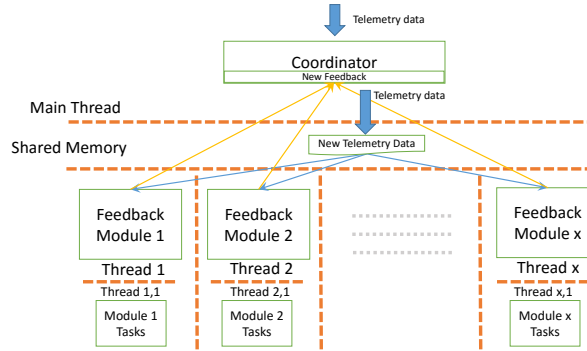 Telemetry data
Coordinator
New Feedback
Telemetry data
Main Thread
New Telemetry Data
Shared Memory
Feedback
Module 1
Feedback
Module 2
Feedback
Module x
Thread 1
Thread 2
Thread x
Thread 1,1
Thread 2,1
Thread x,1
Module 1
Tasks
Module 2
Tasks
Module x
Tasks